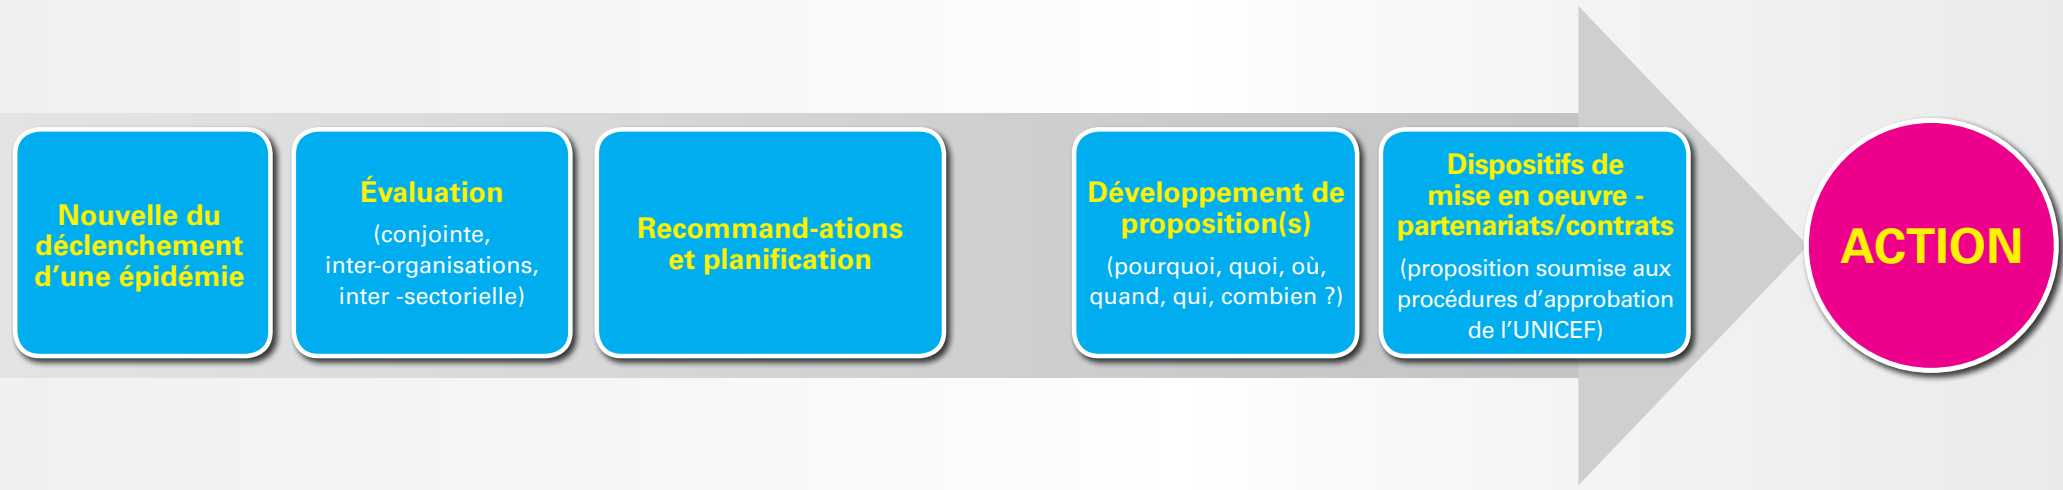 Nouvelle du
déclenchement
d’une épidémie
Évaluation
(conjointe,
inter-organisations,
inter -sectorielle)
Recommand-ations
et planification
Développement de
proposition(s)
(pourquoi, quoi, où,
quand, qui, combien ?)
Dispositifs de
mise en oeuvre -
partenariats/contrats
(proposition soumise aux
procédures d’approbation
de l’UNICEF)
ACTION